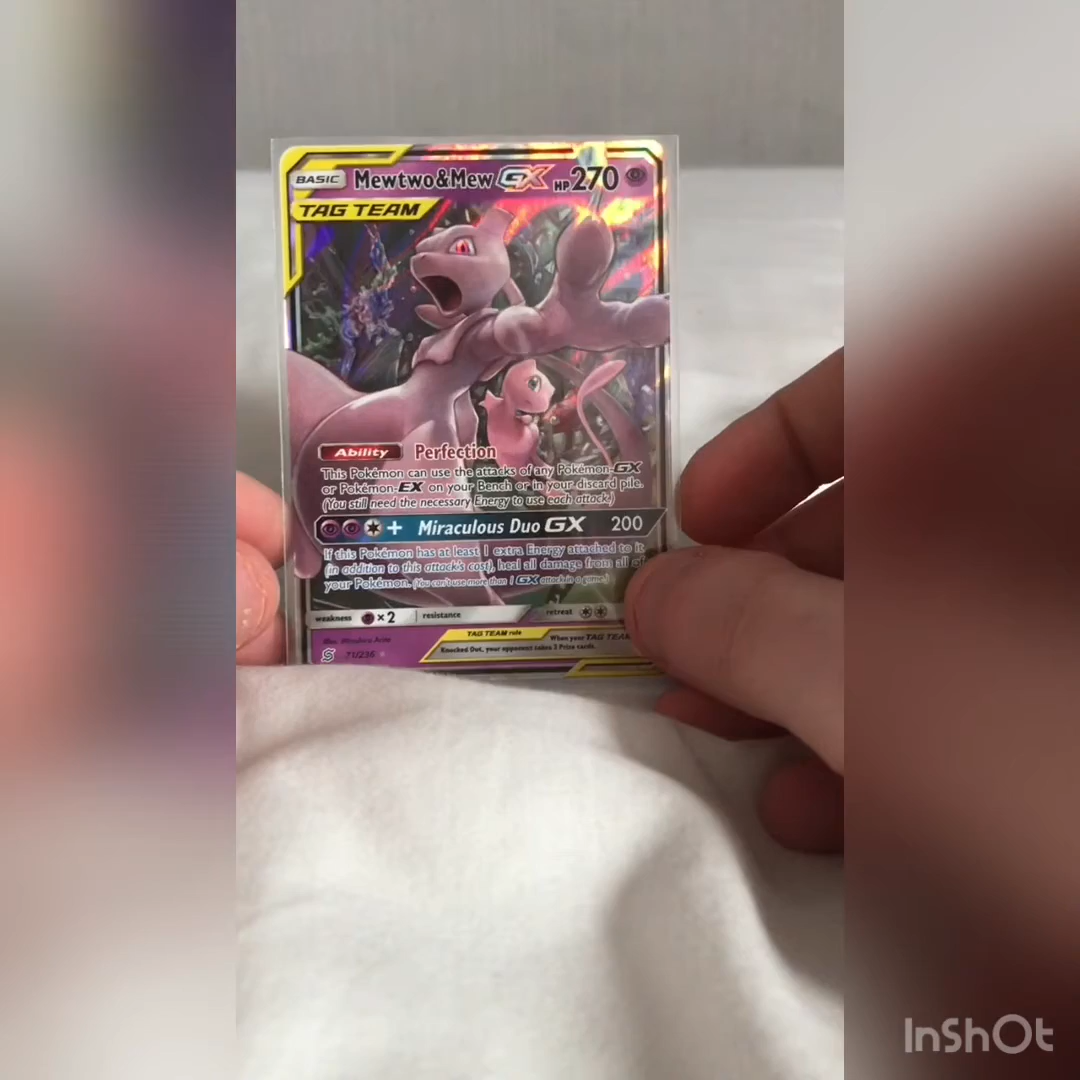 BASIC Mewtwo&Mew GX HP270
TAG TEAM
Ability Perfection
This Pokémon can use the attacks of any Pokémon-GX
or Pokémon-EX on your Bench or in your discard pile.
(You still need the necessary Energy to use each attack.)
+ Miraculous Duo GX 200
If this Pokémon has at least 1 extra Energy attached to it
(in addition to this attack's cost), heal all damage from all of
your Pokémon. (You can't use more than 1 GX attack in a game.)
weakness ×2 resistance retreat
Illus. Mitsuhiro Arita
TAG TEAM rule When your TAG TEAM
71/236
Knocked Out, your opponent takes 3 Prize cards.
InShOt